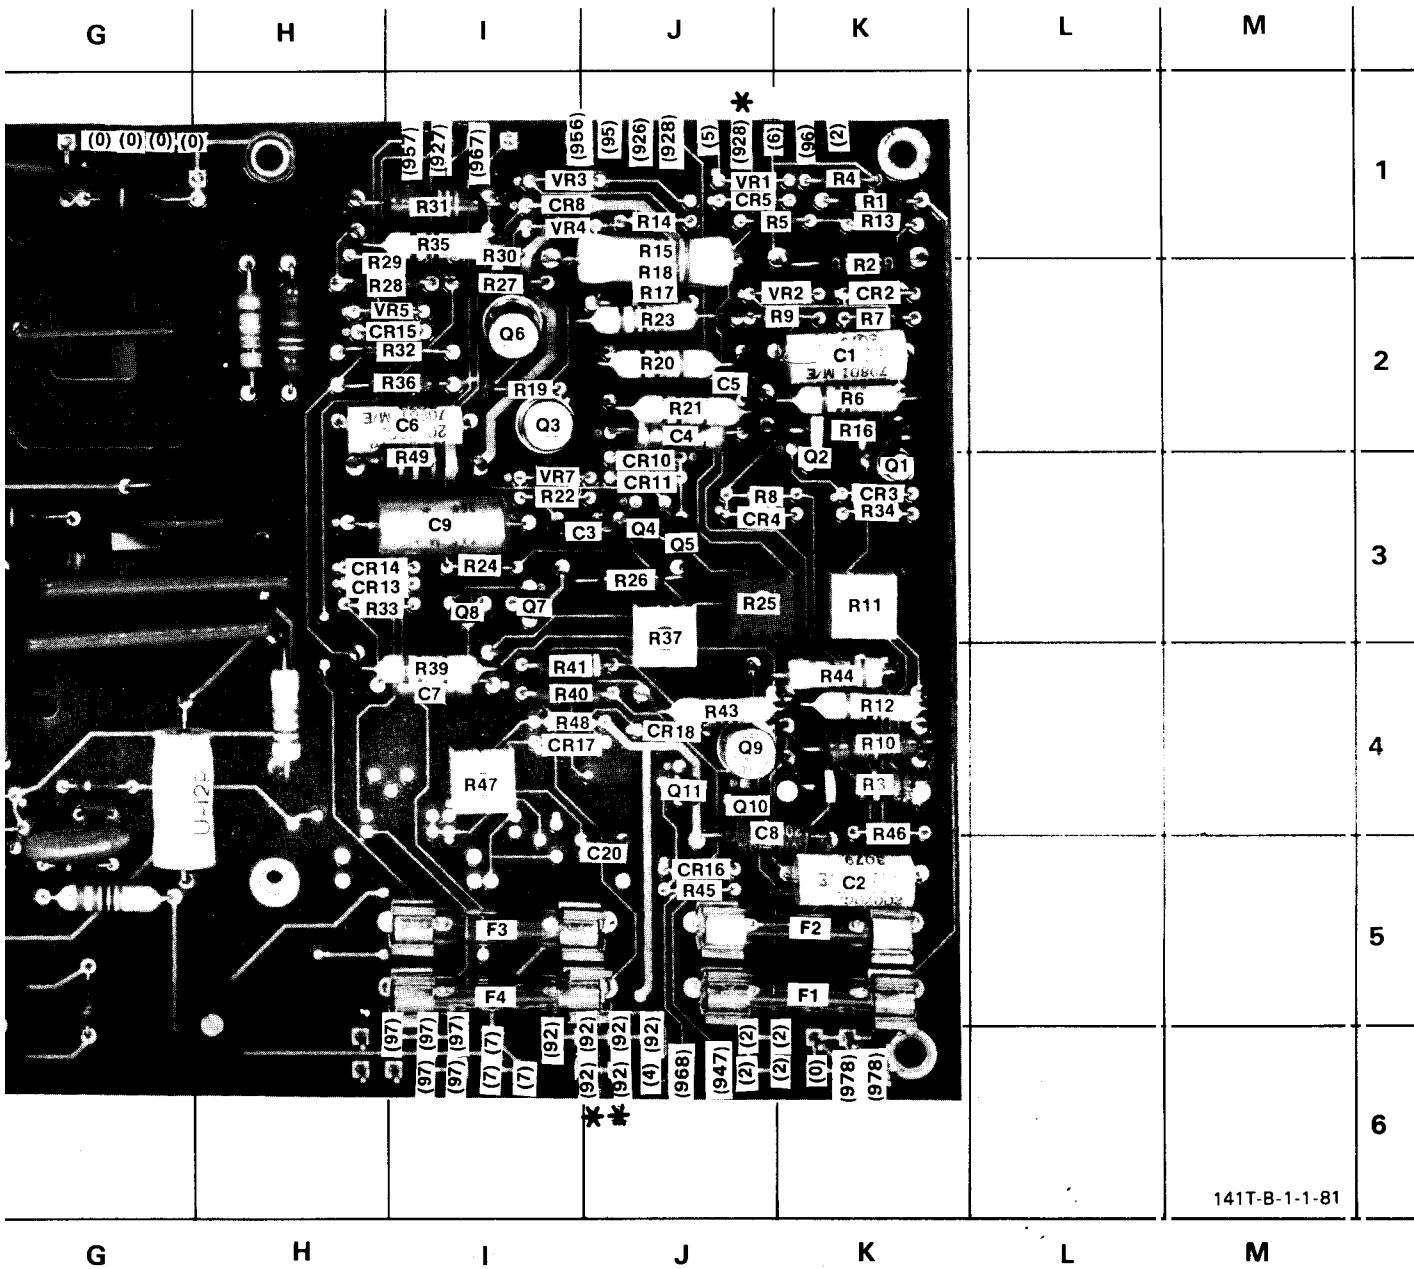 G H I J K L M
*
(0) (0) (0) (0) (957) (927) (967) (956) (95) (926) (928) (5) (928) (6) (96) (2)
1
VR3 VR1 R4
R31 CR8 CR5 R1
VR4 R14 R5 R13
R35 R30 R15
R29 R18 R2
R28 R27 R17 VR2 CR2
VR5 R23 R9 R7
CR15 Q6
R32 R20 C1
2
R36 R19 C5 R6
C6 Q3 R21 R16
C4
R49 CR10 Q2 Q1
VR7 CR11
R22 R8 CR3
C9 C3 Q4 CR4 R34
Q5
3
CR14 R24
CR13 R26
R33 Q8 Q7 R25 R11
R37
R39 R41 R44
C7 R40 R43 R12
R48 CR18
CR17 Q9 R10
4
R47 Q11 R3
Q10
C8 R46
C20
CR16 C2
R45
F3 F2
5
F4 F1
(97) (97) (97) (7) (92) (92) (92) (92) (2) (2)
(97) (97) (7) (7) (92) (92) (4) (968) (947) (2) (2) (0) (978) (978)
* *
6
141T-B-1-1-81
G H I J K L M